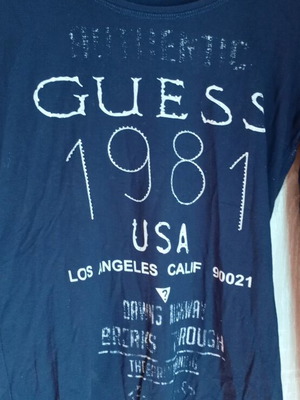 AUTHENTIC
GUESS
1981
USA
LOS ANGELES CALIF 90021
?
BREAKS THROUGH